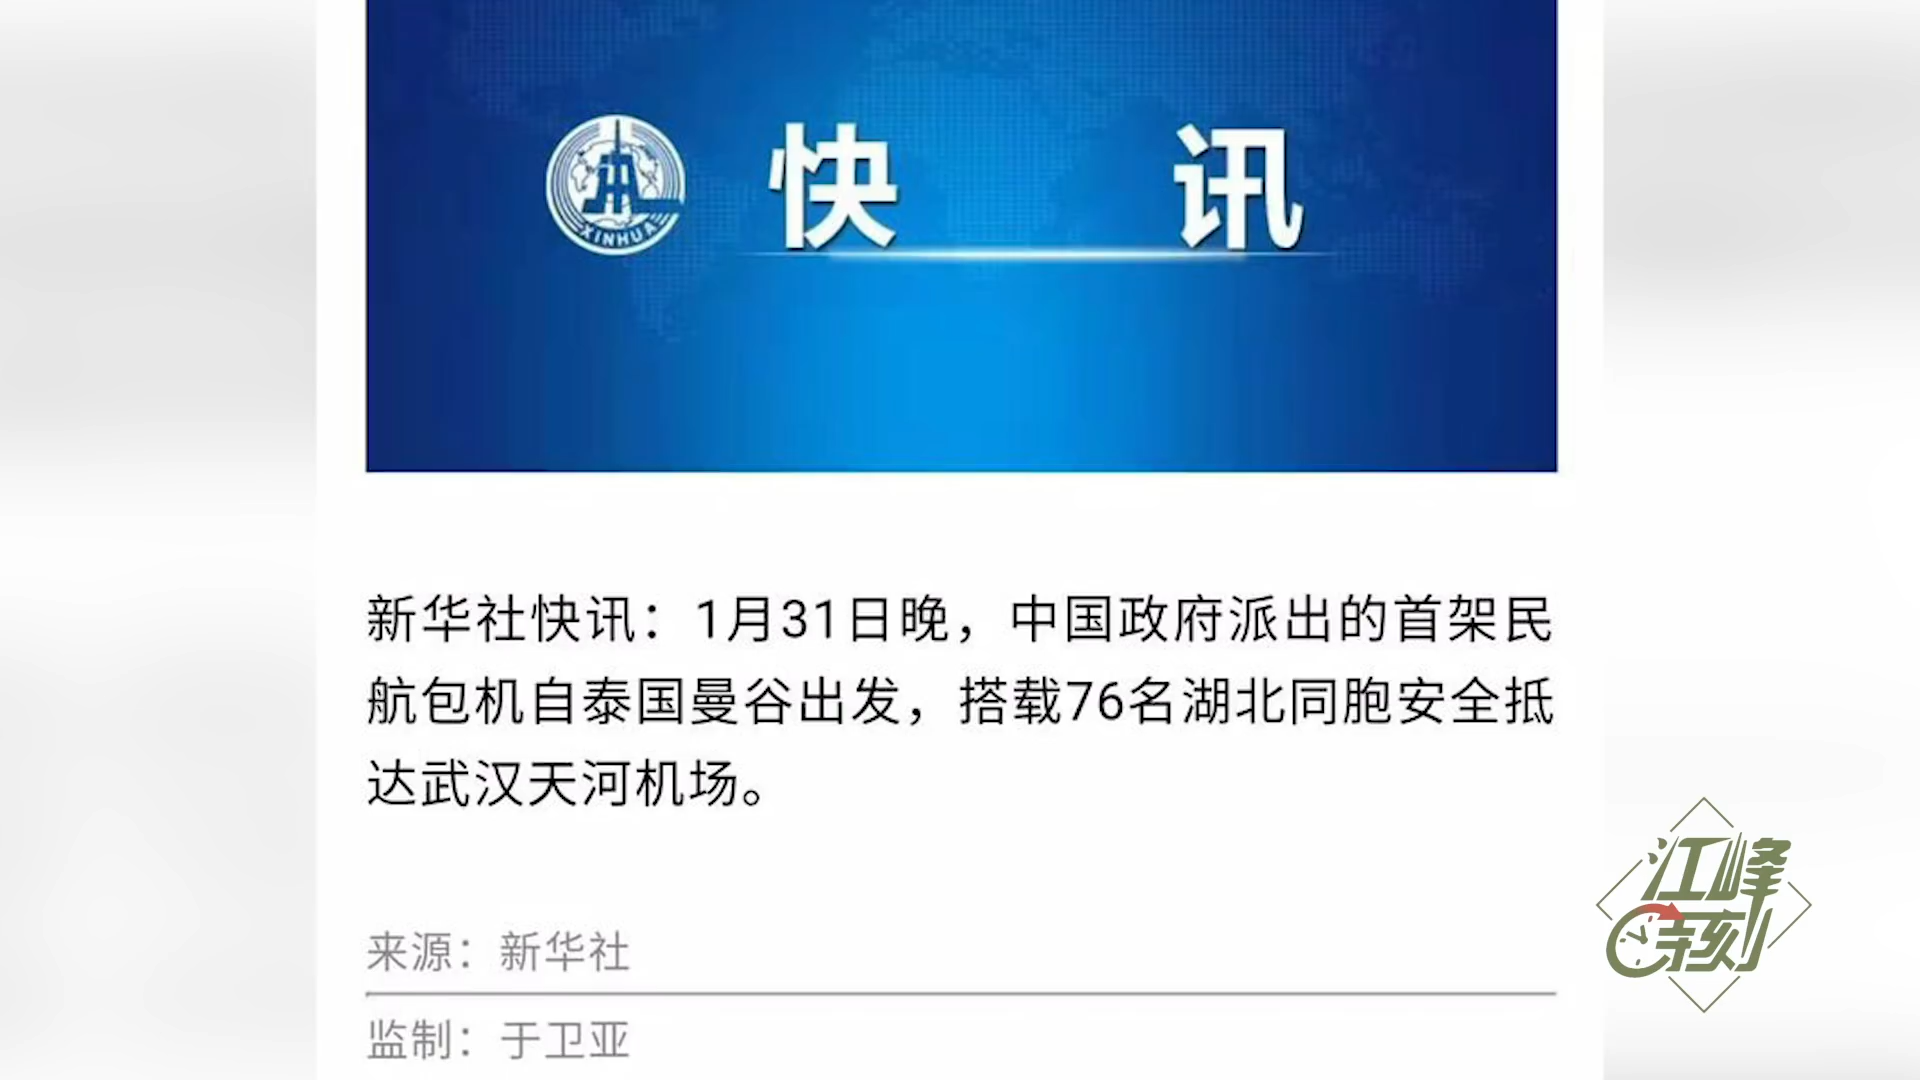 XINHUA
快讯
新华社快讯：1月31日晚，中国政府派出的首架民
航包机自泰国曼谷出发，搭载76名湖北同胞安全抵
达武汉天河机场。
来源：新华社
监制：于卫亚
江峰
时刻